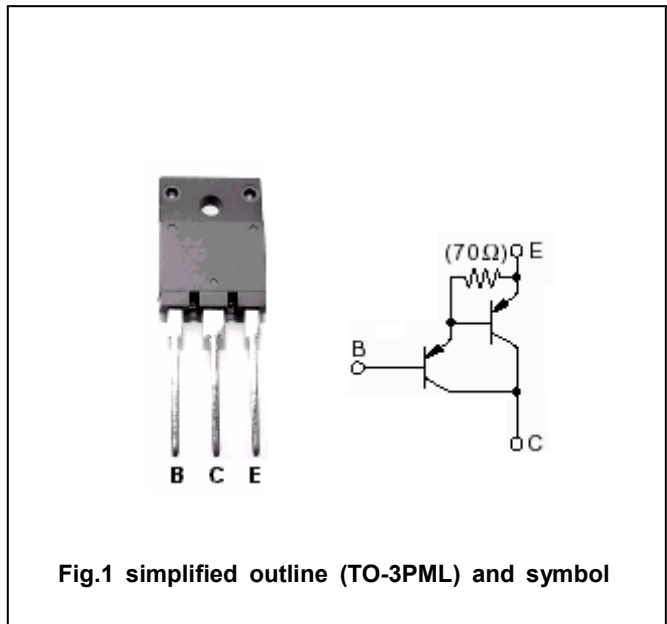 (70Ω) E
B
C
B C E
Fig.1 simplified outline (TO-3PML) and symbol